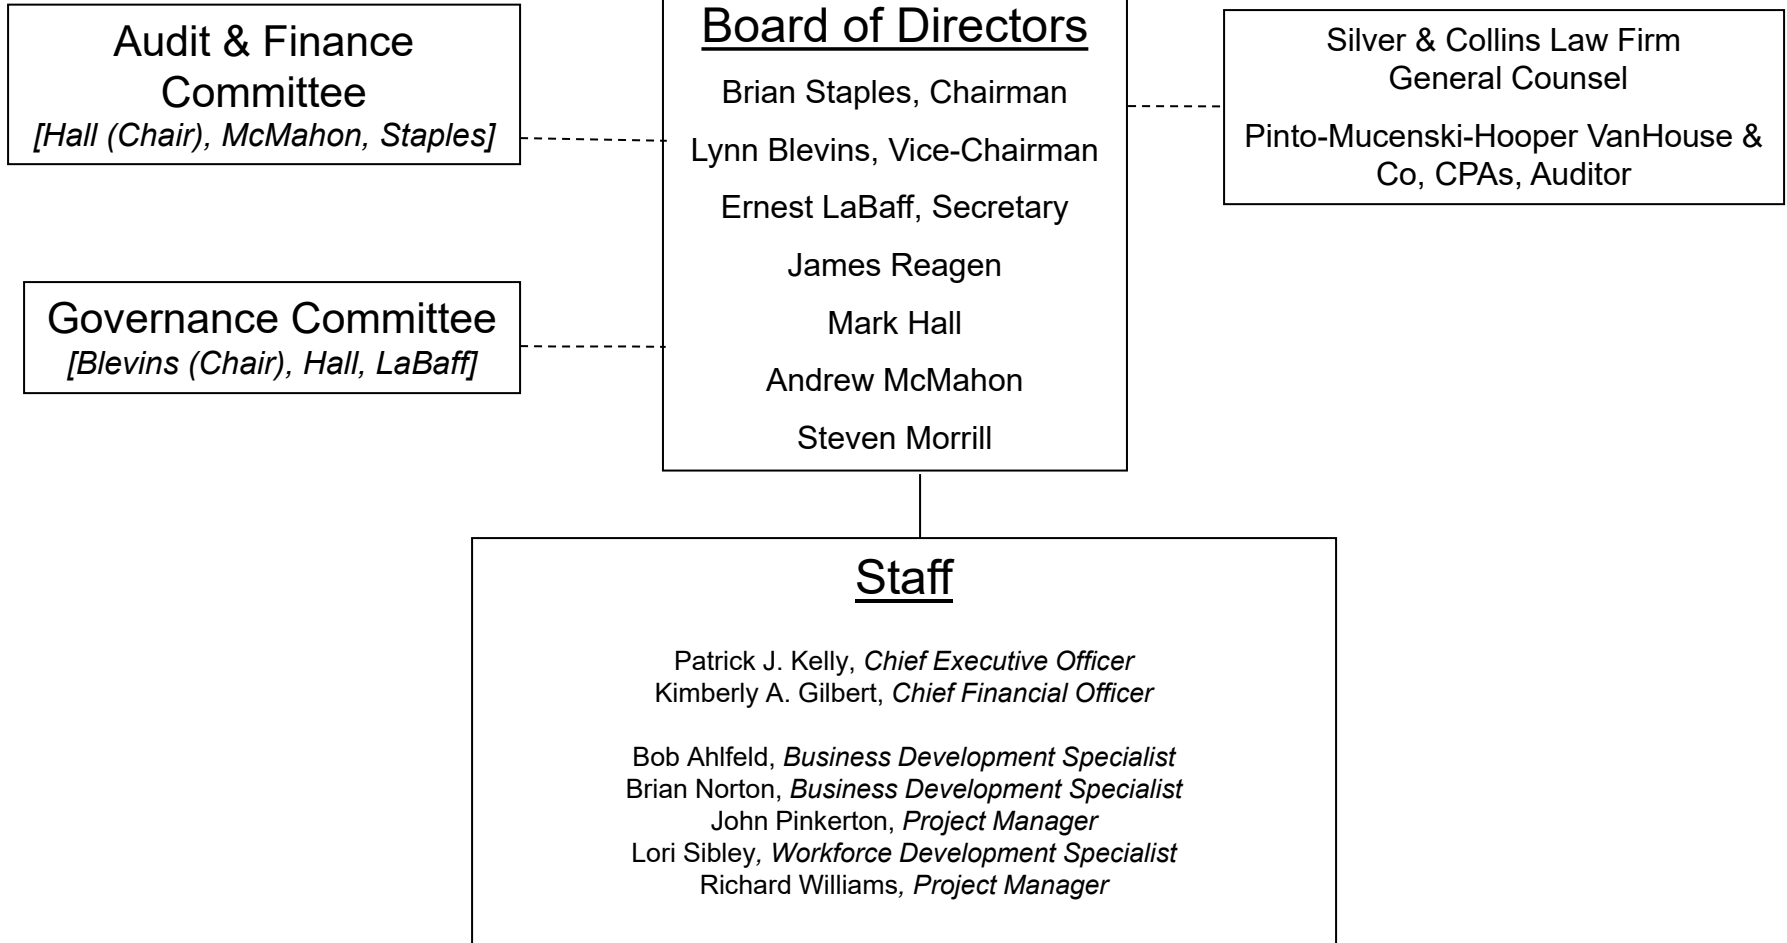 Audit & Finance
Committee
[Hall (Chair), McMahon, Staples]
Governance Committee
[Blevins (Chair), Hall, LaBaff]
Board of Directors
Brian Staples, Chairman
Lynn Blevins, Vice-Chairman
Ernest LaBaff, Secretary
James Reagen
Mark Hall
Andrew McMahon
Steven Morrill
Silver & Collins Law Firm
General Counsel
Pinto-Mucenski-Hooper VanHouse &
Co, CPAs, Auditor
Staff
Patrick J. Kelly, Chief Executive Officer
Kimberly A. Gilbert, Chief Financial Officer
Bob Ahlfeld, Business Development Specialist
Brian Norton, Business Development Specialist
John Pinkerton, Project Manager
Lori Sibley, Workforce Development Specialist
Richard Williams, Project Manager